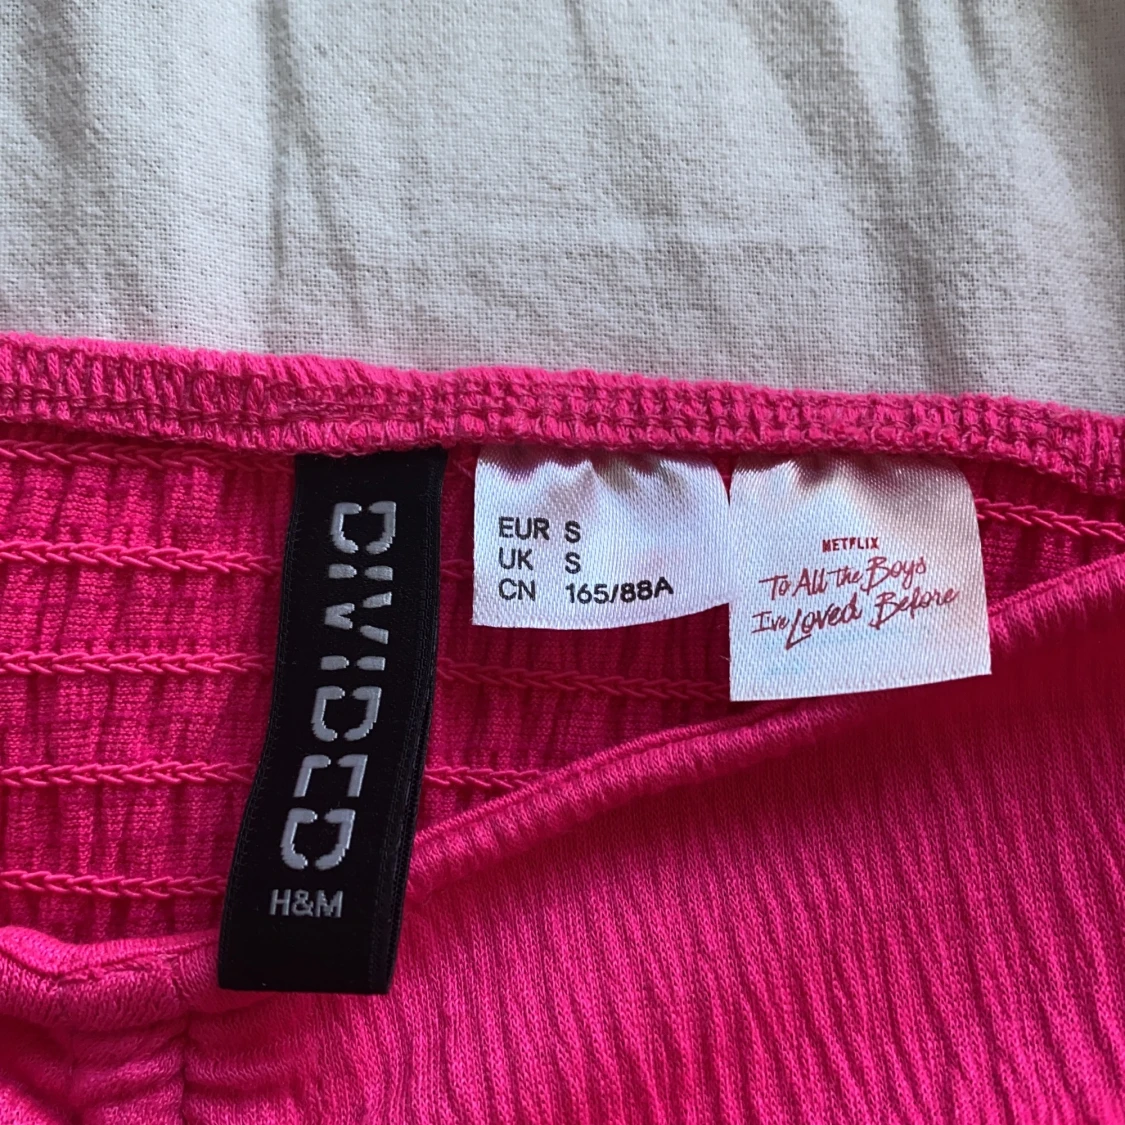 DIVIDED
H&M
EUR S
UK S
CN 165/88A
NETFLIX
To All the Boys
I've Loved Before